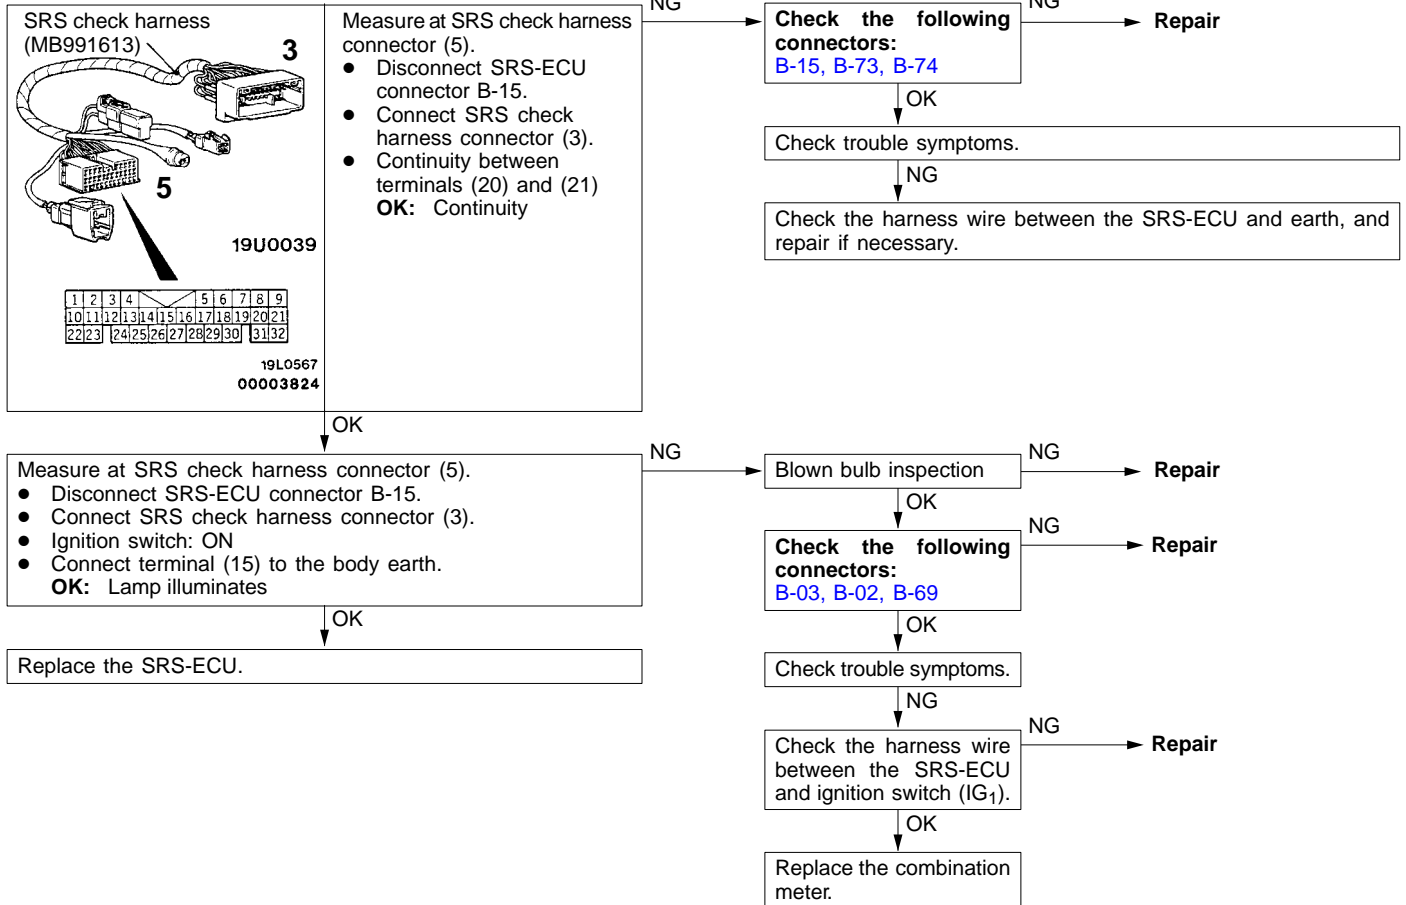 SRS check harness
(MB991613)
3
5
19U0039
1 2 3 4 5 6 7 8 9
10 11 12 13 14 15 16 17 18 19 20 21
22 23 24 25 26 27 28 29 30 31 32
19L0567
00003824
Measure at SRS check harness
connector (5).
● Disconnect SRS-ECU
connector B-15.
● Connect SRS check
harness connector (3).
● Continuity between
terminals (20) and (21)
OK: Continuity
NG
Check the following
connectors:
B-15, B-73, B-74
NG
Repair
OK
Check trouble symptoms.
NG
Check the harness wire between the SRS-ECU and earth, and
repair if necessary.
OK
Measure at SRS check harness connector (5).
● Disconnect SRS-ECU connector B-15.
● Connect SRS check harness connector (3).
● Ignition switch: ON
● Connect terminal (15) to the body earth.
OK: Lamp illuminates
OK
Replace the SRS-ECU.
NG
Blown bulb inspection
NG
Repair
OK
Check the following
connectors:
B-03, B-02, B-69
NG
Repair
OK
Check trouble symptoms.
NG
Check the harness wire
between the SRS-ECU
and ignition switch (IG1).
NG
Repair
OK
Replace the combination
meter.